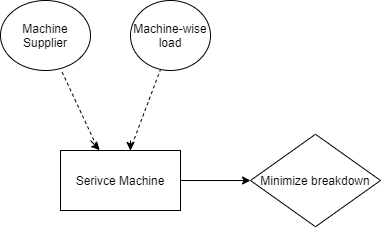 Machine
Supplier
Machine-wise
load
Serivce Machine
Minimize breakdown